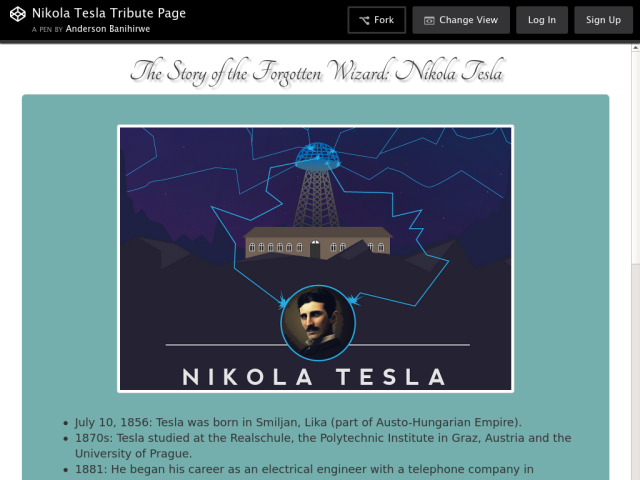 Nikola Tesla Tribute Page
A PEN BY Anderson Banihirwe
Fork
Change View
Log In
Sign Up
The Story of the Forgotten Wizard: Nikola Tesla
NIKOLA TESLA
July 10, 1856: Tesla was born in Smiljan, Lika (part of Austo-Hungarian Empire).
1870s: Tesla studied at the Realschule, the Polytechnic Institute in Graz, Austria and the
University of Prague.
1881: He began his career as an electrical engineer with a telephone company in